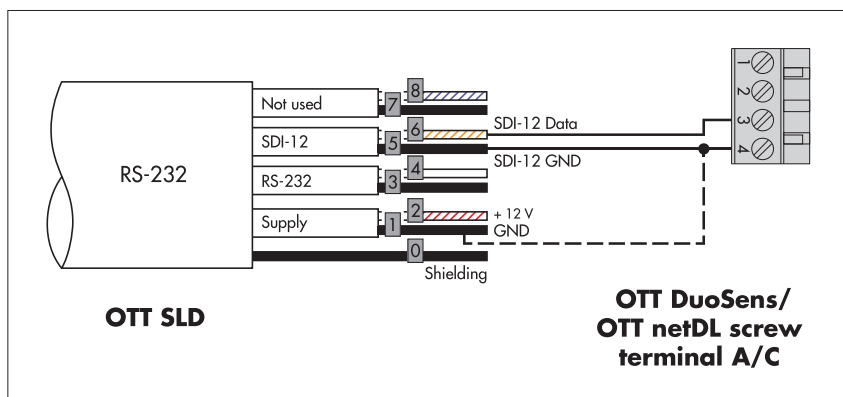 Not used
7
8
SDI-12
5
6
SDI-12 Data
SDI-12 GND
RS-232
RS-232
3
4
Supply
1
2
+ 12 V
GND
0
Shielding
1
2
3
4
OTT SLD
OTT DuoSens/
OTT netDL screw
terminal A/C